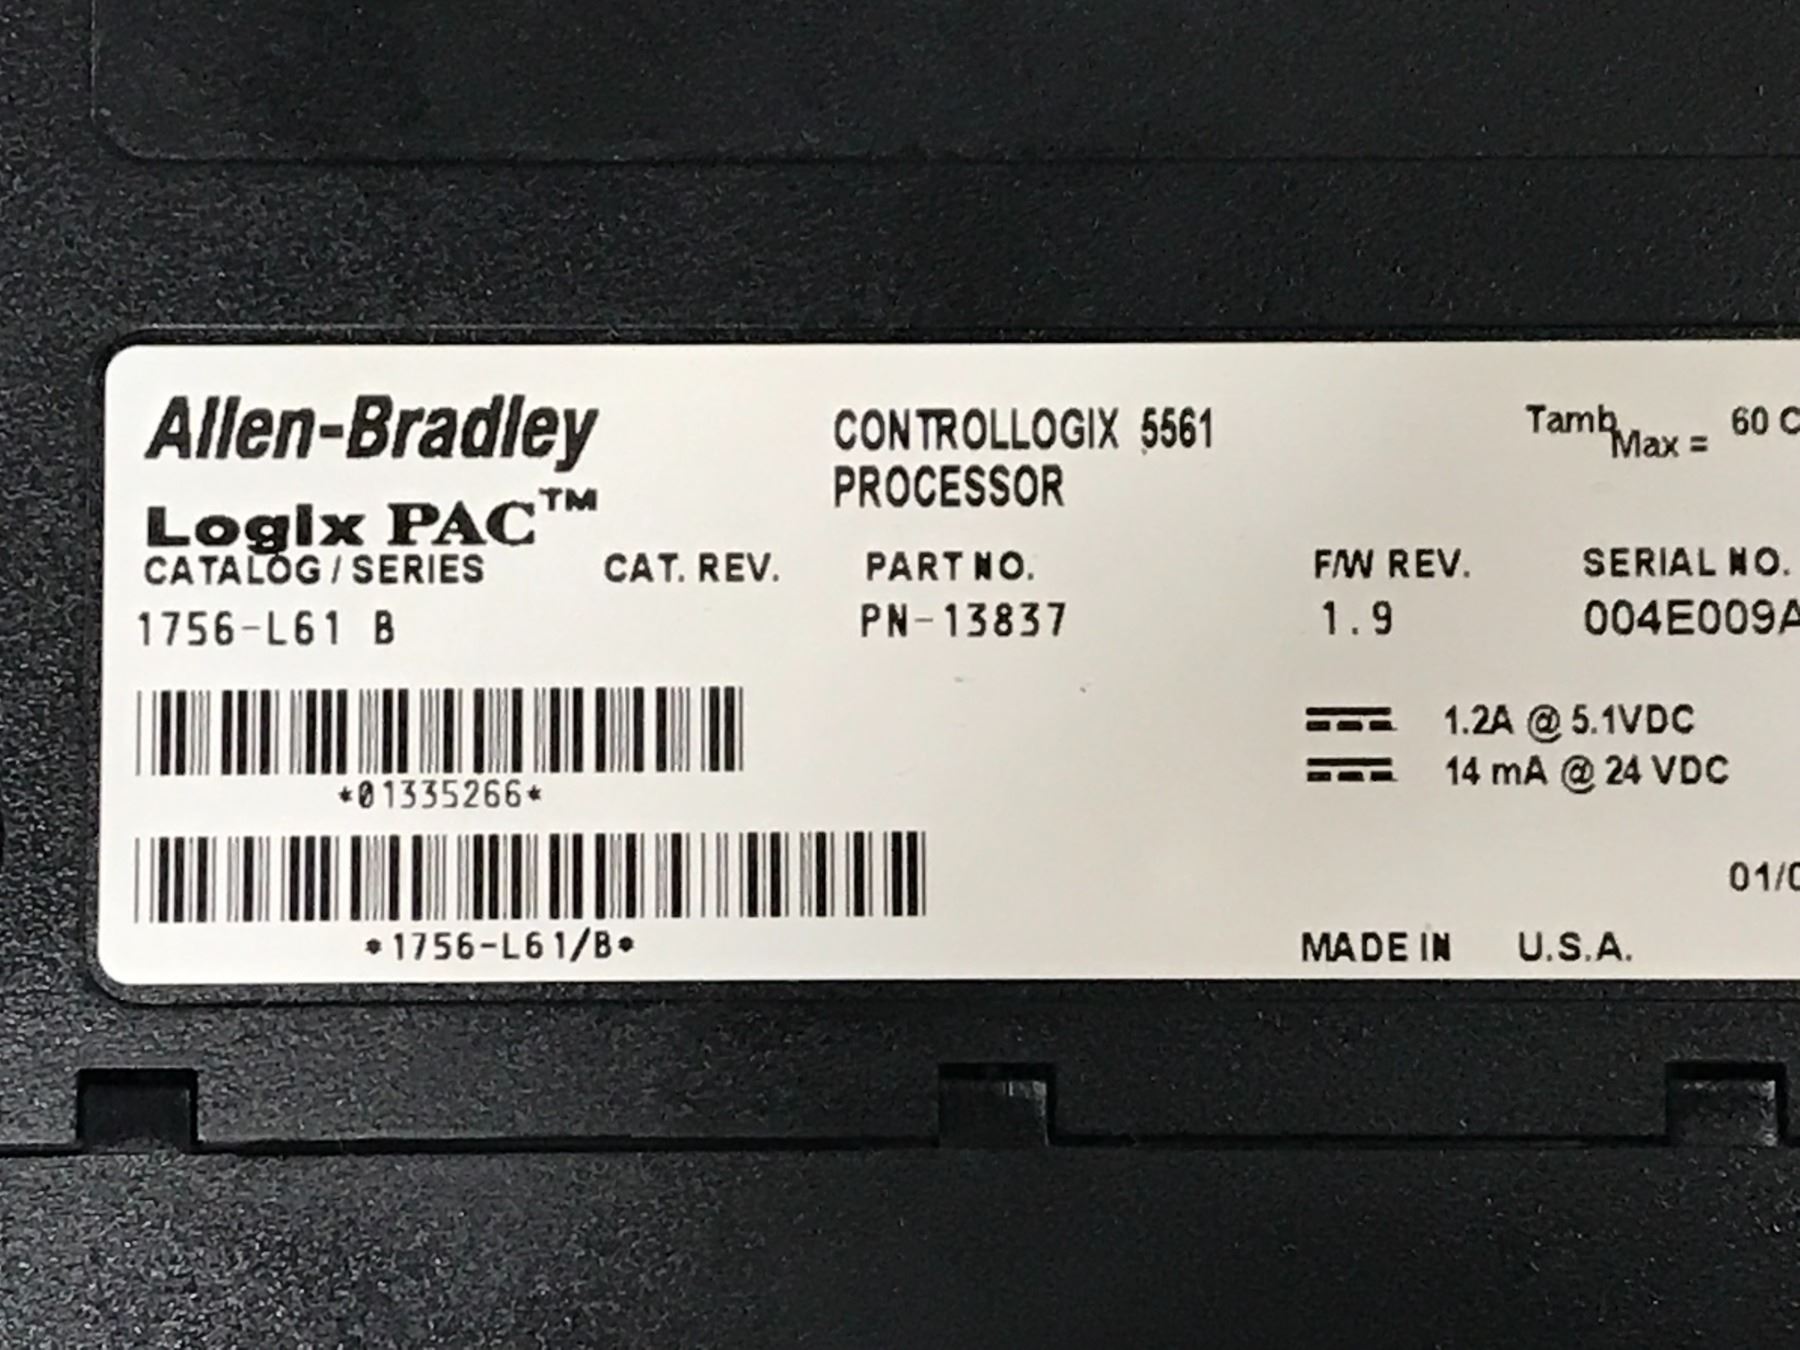 Allen-Bradley
CONTROLLOGIX 5561
PROCESSOR
Tamb Max = 60 C
Logix PAC™
CATALOG / SERIES CAT. REV. PART NO. F/W REV. SERIAL NO.
1756-L61 B PN-13837 1.9 004E009A
1.2A @ 5.1VDC
14 mA @ 24 VDC
*01335266*
01/0
*1756-L61/B*
MADE IN U.S.A.